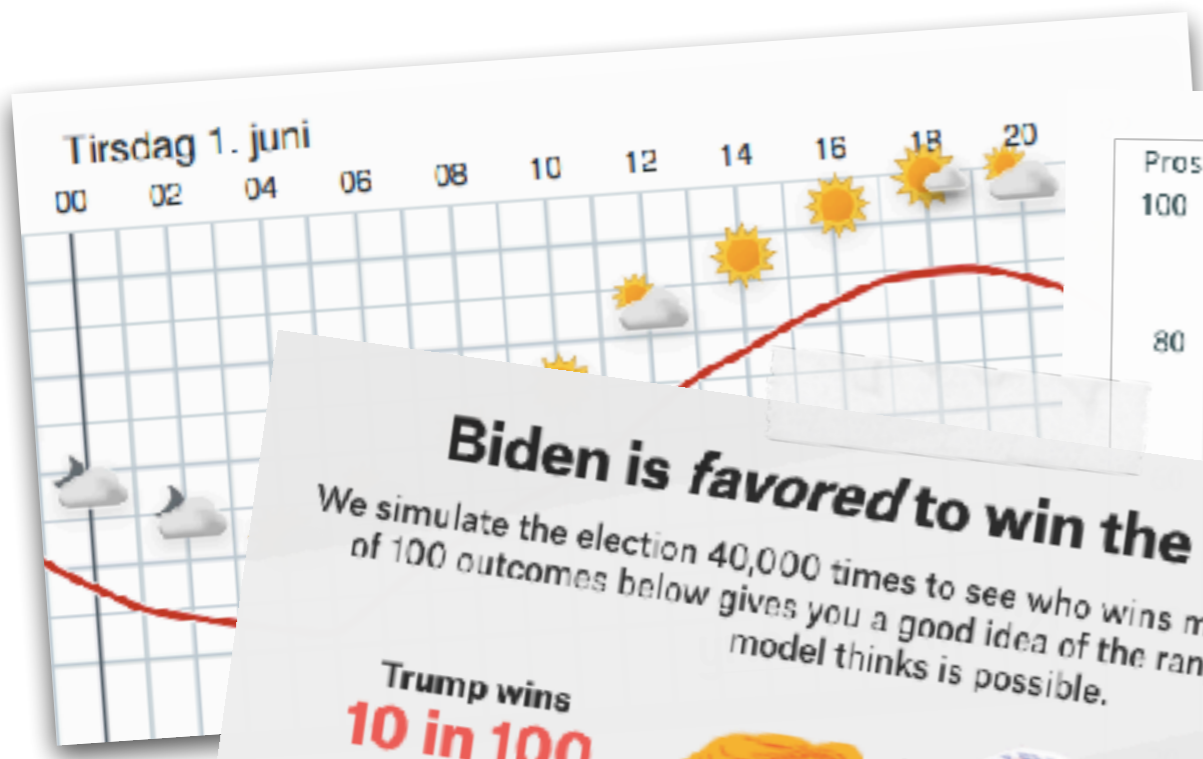 Tirsdag 1. juni
00 02 04 06 08 10 12 14 16 18 20
100
80
Biden is favored to win the
We simulate the election 40,000 times to see who wins
of 100 outcomes below gives you a good idea of the
model thinks is possible.
Trump wins
10 in 100